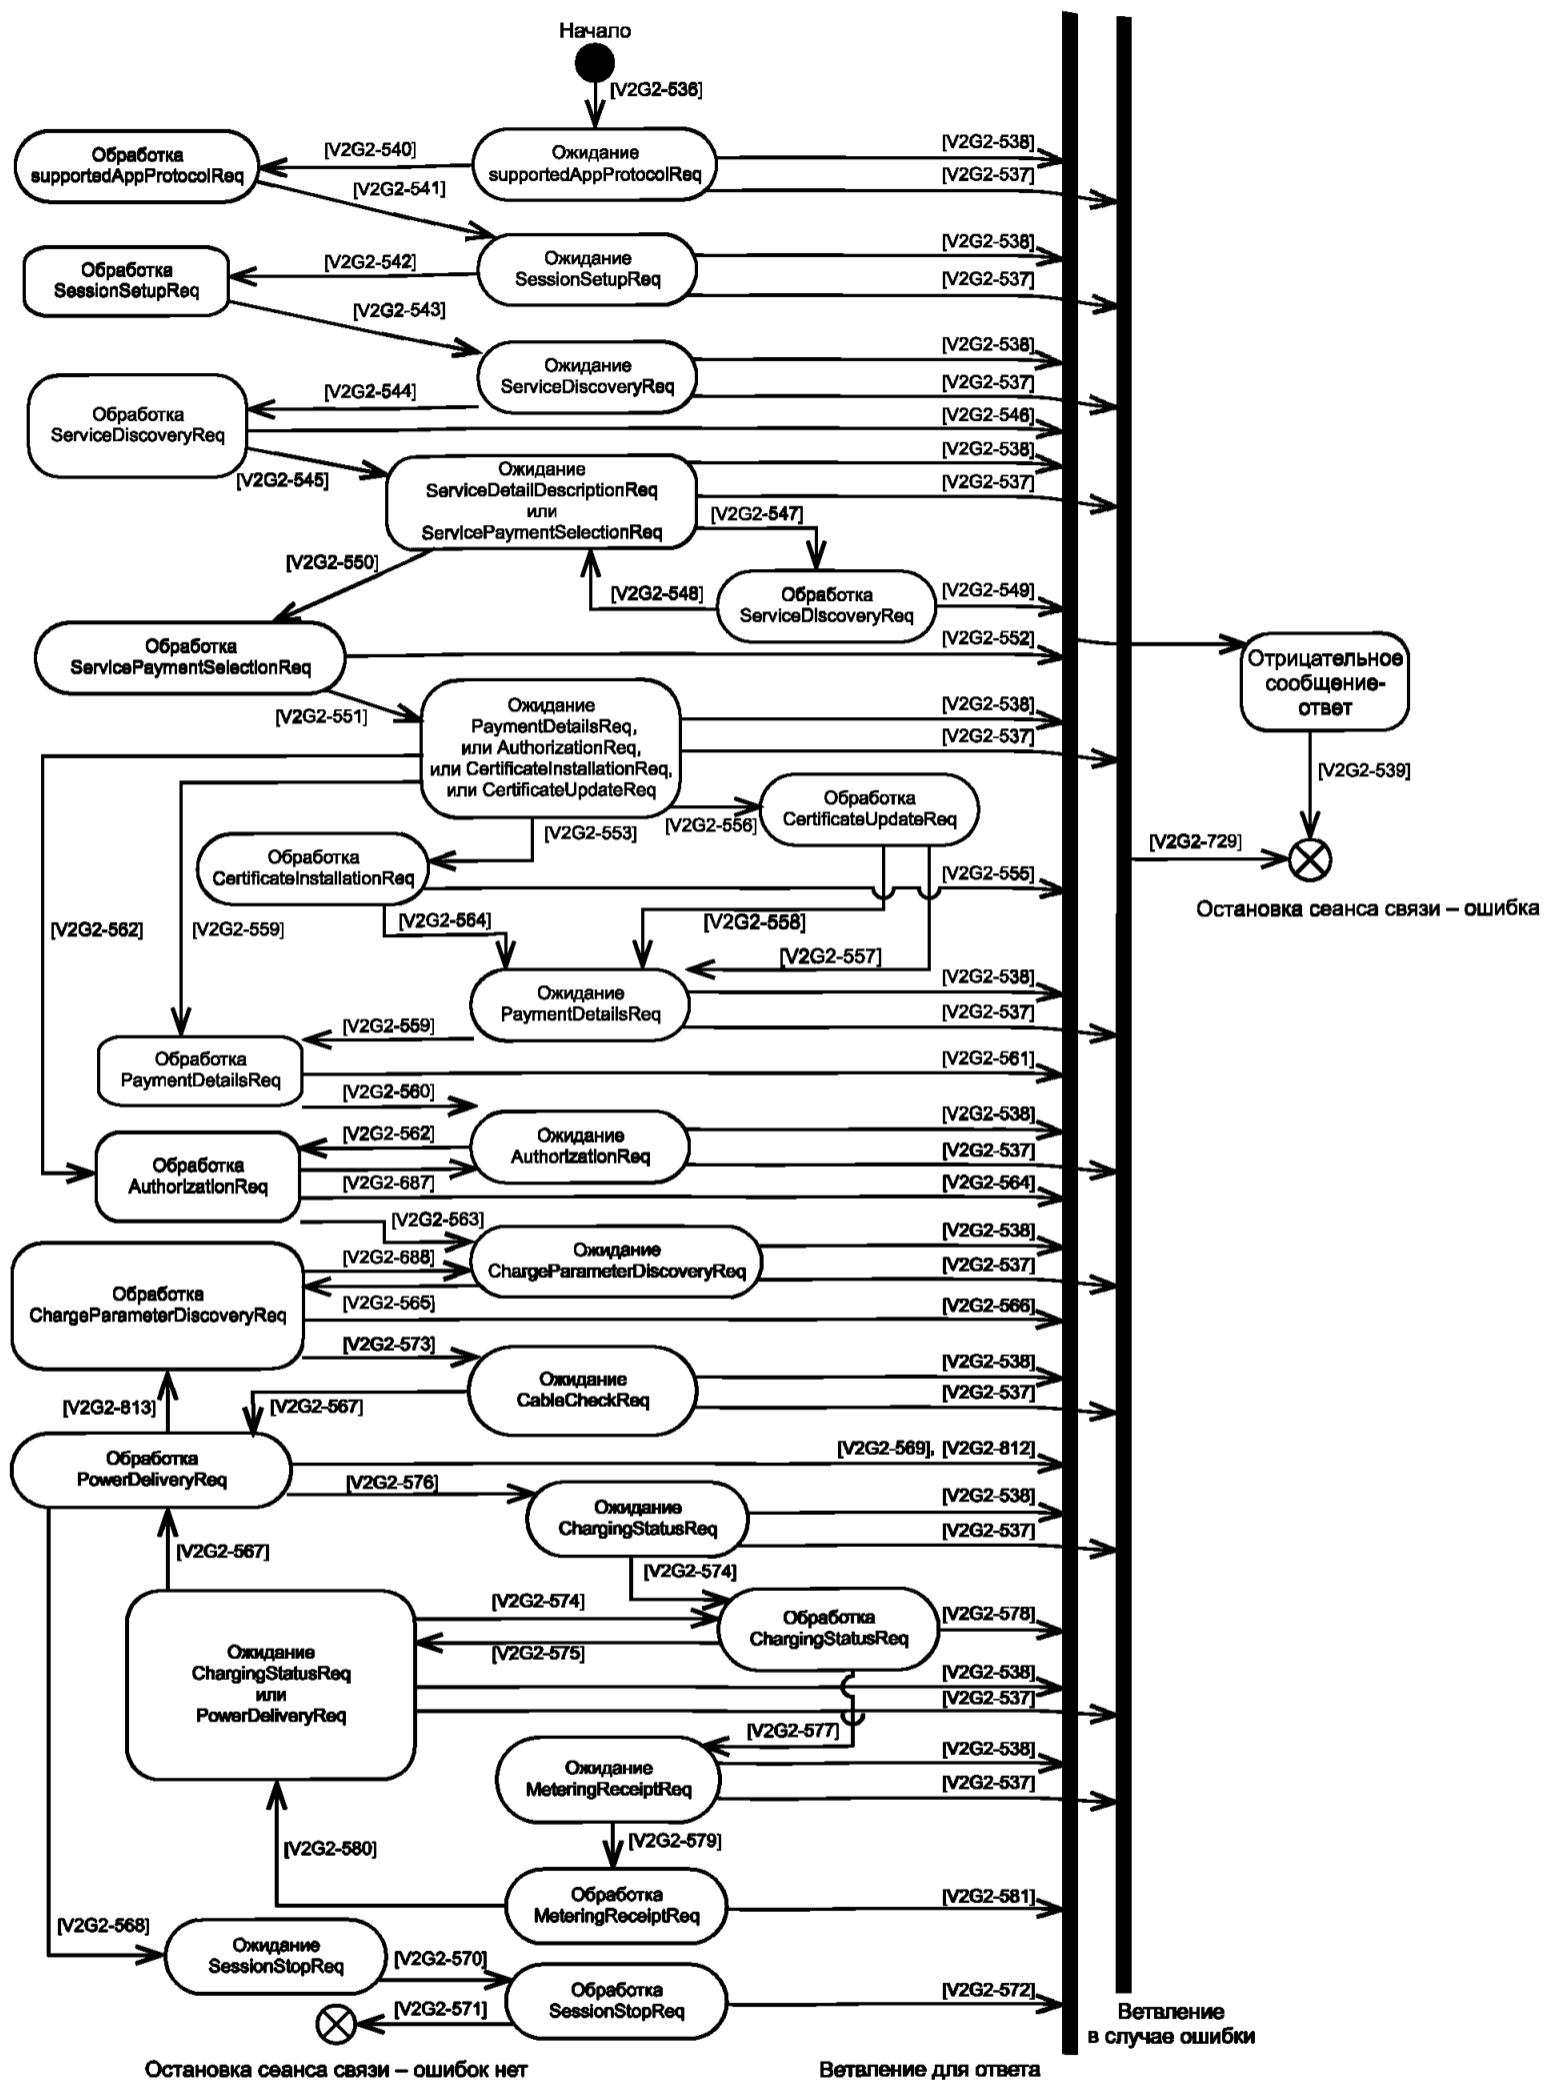 Начало
[V2G2-536]
Обработка
supportedAppProtocolReq
[V2G2-540]
[V2G2-541]
Ожидание
supportedAppProtocolReq
[V2G2-538]
[V2G2-537]
Обработка
SessionSetupReq
[V2G2-542]
[V2G2-543]
Ожидание
SessionSetupReq
[V2G2-538]
[V2G2-537]
Ожидание
ServiceDiscoveryReq
[V2G2-538]
[V2G2-537]
Обработка
ServiceDiscoveryReq
[V2G2-544]
[V2G2-546]
[V2G2-545]
Ожидание
ServiceDetailDescriptionReq
или
ServicePaymentSelectionReq
[V2G2-538]
[V2G2-537]
[V2G2-547]
[V2G2-550]
[V2G2-548]
Обработка
ServiceDiscoveryReq
[V2G2-549]
Обработка
ServicePaymentSelectionReq
[V2G2-552]
Отрицательное
сообщение-
ответ
[V2G2-551]
Ожидание
PaymentDetailsReq,
или AuthorizationReq,
или CertificateInstallationReq,
или CertificateUpdateReq
[V2G2-538]
[V2G2-537]
[V2G2-539]
[V2G2-553]
[V2G2-556]
Обработка
CertificateUpdateReq
[V2G2-729]
Обработка
CertificateInstallationReq
[V2G2-555]
Остановка сеанса связи – ошибка
[V2G2-562]
[V2G2-559]
[V2G2-564]
[V2G2-558]
[V2G2-557]
Ожидание
PaymentDetailsReq
[V2G2-538]
[V2G2-537]
[V2G2-559]
Обработка
PaymentDetailsReq
[V2G2-561]
[V2G2-560]
Обработка
AuthorizationReq
[V2G2-562]
[V2G2-687]
Ожидание
AuthorizationReq
[V2G2-538]
[V2G2-537]
[V2G2-564]
[V2G2-563]
Обработка
ChargeParameterDiscoveryReq
[V2G2-688]
[V2G2-565]
Ожидание
ChargeParameterDiscoveryReq
[V2G2-538]
[V2G2-537]
[V2G2-566]
[V2G2-573]
Ожидание
CableCheckReq
[V2G2-538]
[V2G2-537]
[V2G2-813]
[V2G2-567]
Обработка
PowerDeliveryReq
[V2G2-569], [V2G2-812]
[V2G2-576]
Ожидание
ChargingStatusReq
[V2G2-538]
[V2G2-537]
[V2G2-567]
[V2G2-574]
[V2G2-574]
[V2G2-575]
Обработка
ChargingStatusReq
[V2G2-578]
Ожидание
ChargingStatusReq
или
PowerDeliveryReq
[V2G2-538]
[V2G2-537]
[V2G2-577]
Ожидание
MeteringReceiptReq
[V2G2-538]
[V2G2-537]
[V2G2-580]
[V2G2-579]
Обработка
MeteringReceiptReq
[V2G2-581]
[V2G2-568]
Ожидание
SessionStopReq
[V2G2-570]
Обработка
SessionStopReq
[V2G2-572]
[V2G2-571]
Ветвление
в случае ошибки
Остановка сеанса связи – ошибок нет
Ветвление для ответа